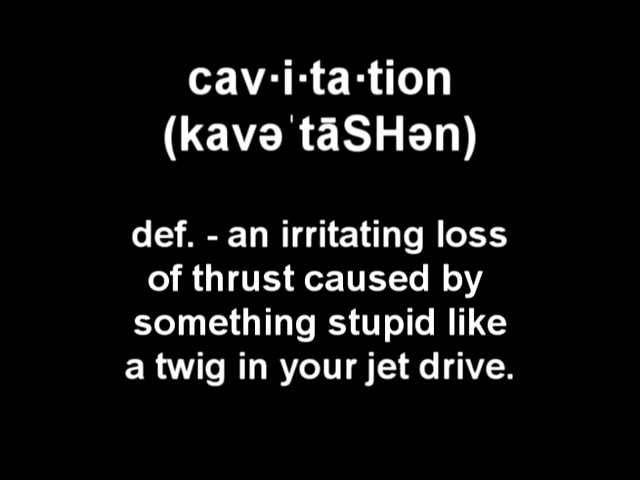 cav·i·ta·tion
(kavəˈtāSHən)
def. - an irritating loss
of thrust caused by
something stupid like
a twig in your jet drive.